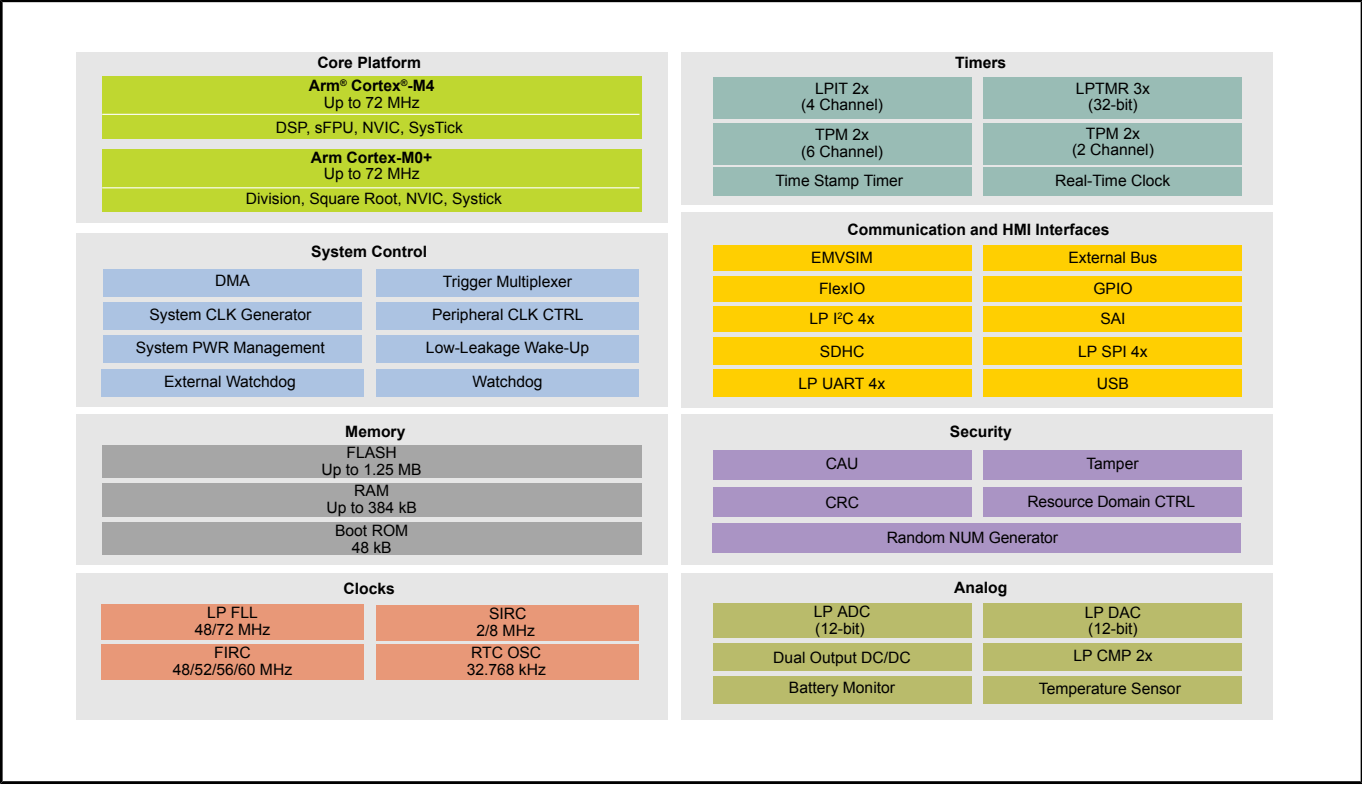 Core Platform
Arm® Cortex®-M4
Up to 72 MHz
DSP, sFPU, NVIC, SysTick
Arm Cortex-M0+
Up to 72 MHz
Division, Square Root, NVIC, Systick
System Control
DMA
Trigger Multiplexer
System CLK Generator
Peripheral CLK CTRL
System PWR Management
Low-Leakage Wake-Up
External Watchdog
Watchdog
Memory
FLASH
Up to 1.25 MB
RAM
Up to 384 kB
Boot ROM
48 kB
Clocks
LP FLL
48/72 MHz
SIRC
2/8 MHz
FIRC
48/52/56/60 MHz
RTC OSC
32.768 kHz
Timers
LPIT 2x
(4 Channel)
LPTMR 3x
(32-bit)
TPM 2x
(6 Channel)
TPM 2x
(2 Channel)
Time Stamp Timer
Real-Time Clock
Communication and HMI Interfaces
EMVSIM
External Bus
FlexIO
GPIO
LP I²C 4x
SAI
SDHC
LP SPI 4x
LP UART 4x
USB
Security
CAU
Tamper
CRC
Resource Domain CTRL
Random NUM Generator
Analog
LP ADC
(12-bit)
LP DAC
(12-bit)
Dual Output DC/DC
LP CMP 2x
Battery Monitor
Temperature Sensor